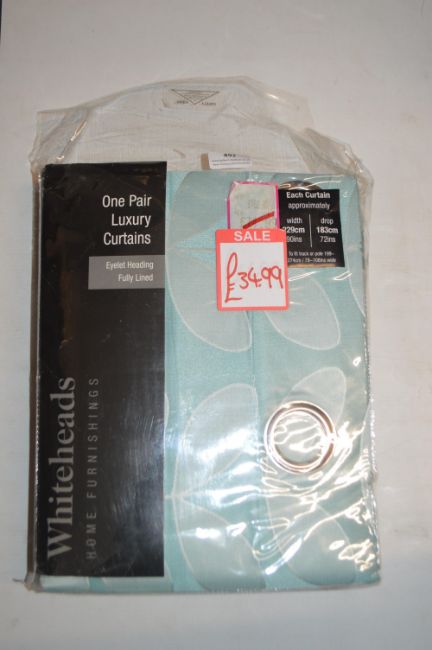 One Pair
Luxury
Curtains
Eyelet Heading
Fully Lined
Whiteheads
HOME FURNISHINGS
Each Curtain
approximately
width drop
229cm 183cm
90ins 72ins
SALE
£34.99